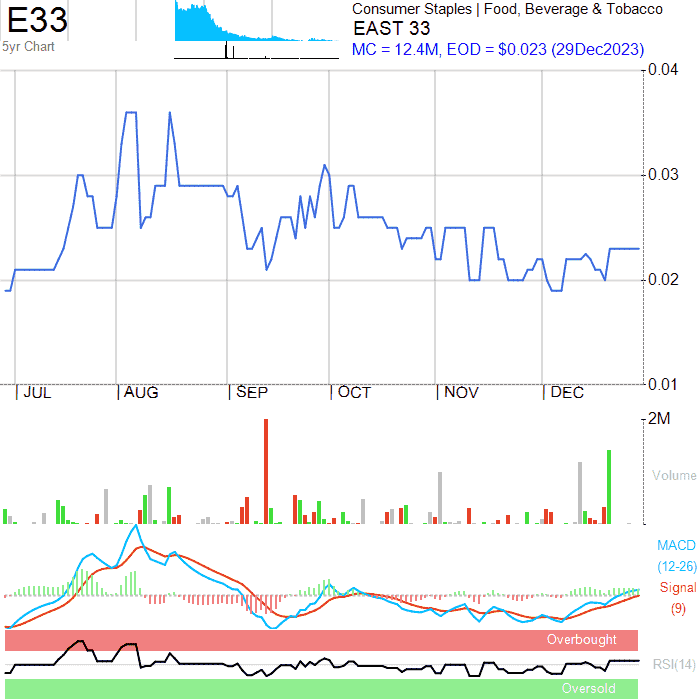 E33
5yr Chart
Consumer Staples | Food, Beverage & Tobacco
EAST 33
MC = 12.4M, EOD = $0.023 (29Dec2023)
0.04
0.03
0.02
0.01
JUL AUG SEP OCT NOV DEC
2M
Volume
MACD
(12-26)
Signal
(9)
Overbought
RSI(14)
Oversold